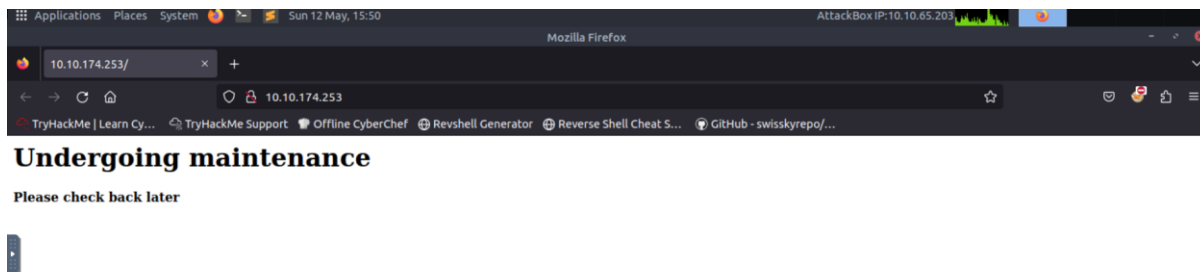 Applications Places System Sun 12 May, 15:50 AttackBox IP:10.10.65.203
Mozilla Firefox
10.10.174.253/
10.10.174.253
TryHackMe | Learn Cy... TryHackMe Support Offline CyberChef Revshell Generator Reverse Shell Cheat S... GitHub - swisskyrepo/...
Undergoing maintenance
Please check back later